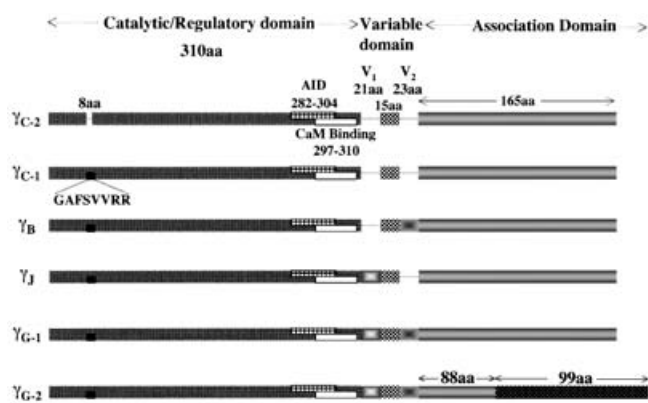 Catalytic/Regulatory domain Variable domain Association Domain
310aa
V1 V2
8aa AID 21aa 23aa
282-304 15aa 165aa
γC-2
CaM Binding
297-310
γC-1
GAFSVVRR
γB
γJ
γG-1
88aa 99aa
γG-2